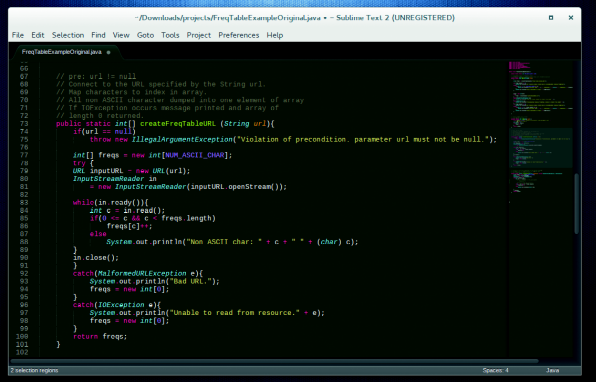 ~/Downloads/projects/FreqTableExampleOriginal.java • - Sublime Text 2 (UNREGISTERED)
File Edit Selection Find View Goto Tools Project Preferences Help
FreqTableExampleOriginal.java
66
67 // pre: url != null
68 // Connect to the URL specified by the String url.
69 // Map characters to index in array.
70 // All non ASCII character dumped into one element of array
71 // If IOException occurs message printed and array of
72 // length 0 returned.
73 public static int[] createFreqTableURL (String url){
74 if(url == null)
75 throw new IllegalArgumentException("Violation of precondition. parameter url must not be null.");
76
77 int[] freqs = new int[NUM_ASCII_CHAR];
78 try {
79 URL inputURL = new URL(url);
80 InputStreamReader in
81 = new InputStreamReader(inputURL.openStream());
82
83 while(in.ready()){
84 int c = in.read();
85 if(0 <= c && c < freqs.length)
86 freqs[c]++;
87 else
88 System.out.println("Non ASCII char: " + c + " " + (char) c);
89 }
90 in.close();
91 }
92 catch(MalformedURLException e){
93 System.out.println("Bad URL.");
94 freqs = new int[0];
95 }
96 catch(IOException e){
97 System.out.println("Unable to read from resource." + e);
98 freqs = new int[0];
99 }
100 return freqs;
101 }
102
2 selection regions Spaces: 4 Java